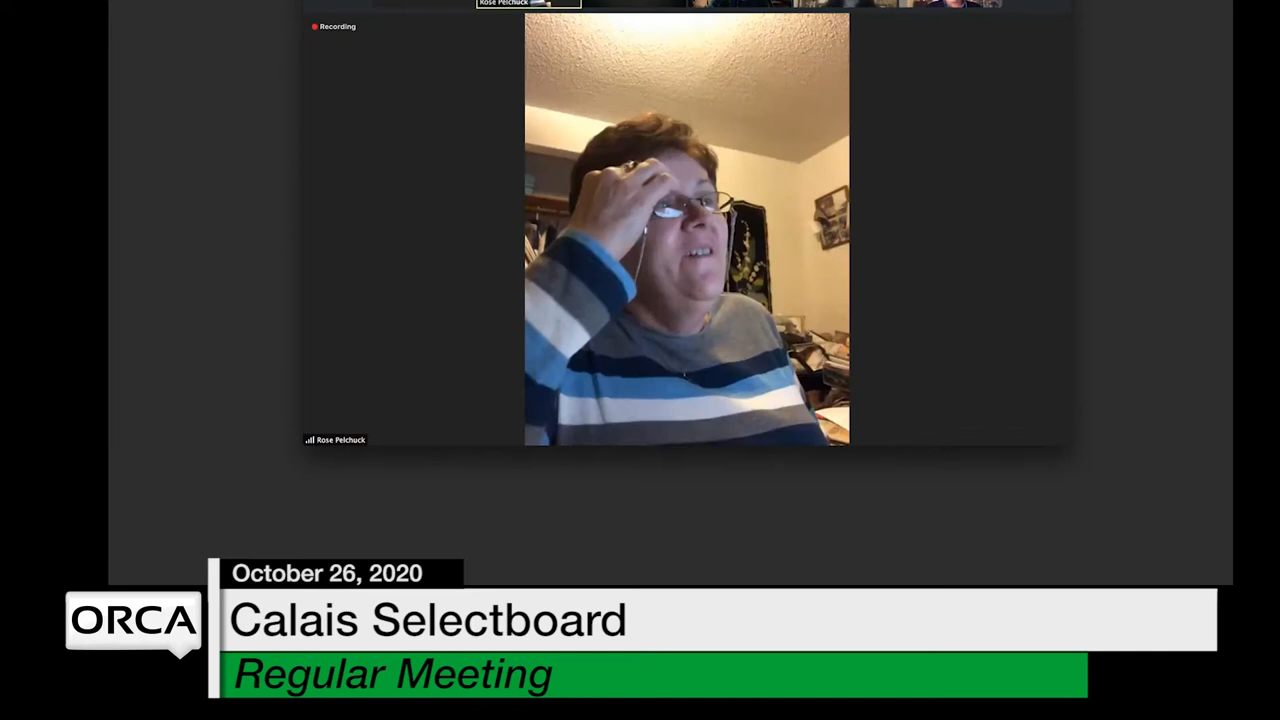 Rose Pelchuck
Recording
Rose Pelchuck
October 26, 2020
ORCA
Calais Selectboard
Regular Meeting